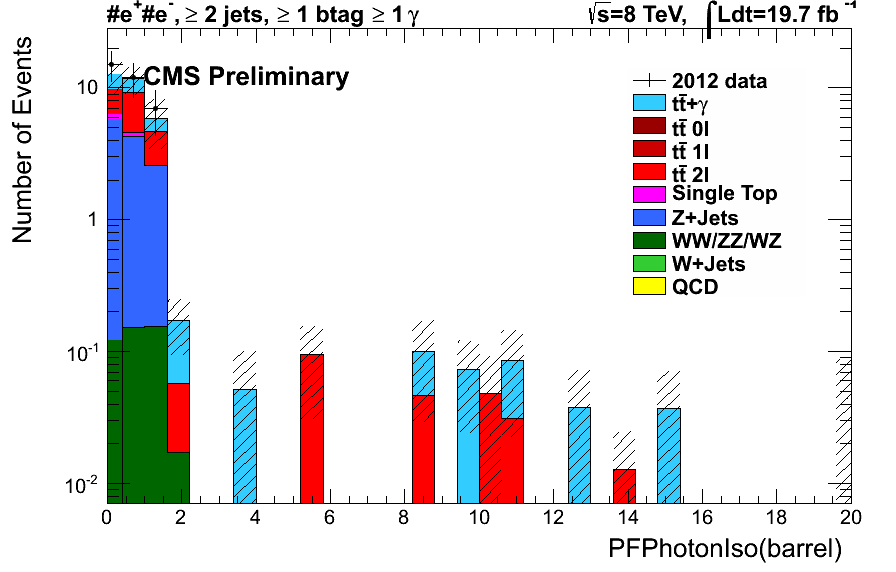 #e⁺#e⁻, ≥ 2 jets, ≥ 1 btag ≥ 1 γ
√s=8 TeV, ∫Ldt=19.7 fb⁻¹
CMS Preliminary
2012 data
tt̄+γ
tt̄ 0l
tt̄ 1l
tt̄ 2l
Single Top
Z+Jets
WW/ZZ/WZ
W+Jets
QCD
Number of Events
10
1
10⁻¹
10⁻²
0 2 4 6 8 10 12 14 16 18 20
PFPhotonIso(barrel)